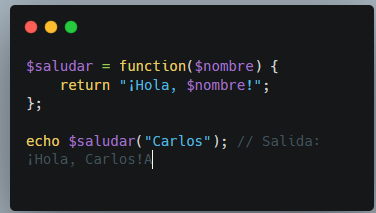 $saludar = function($nombre) {
    return "¡Hola, $nombre!";
};

echo $saludar("Carlos"); // Salida:
¡Hola, Carlos!A